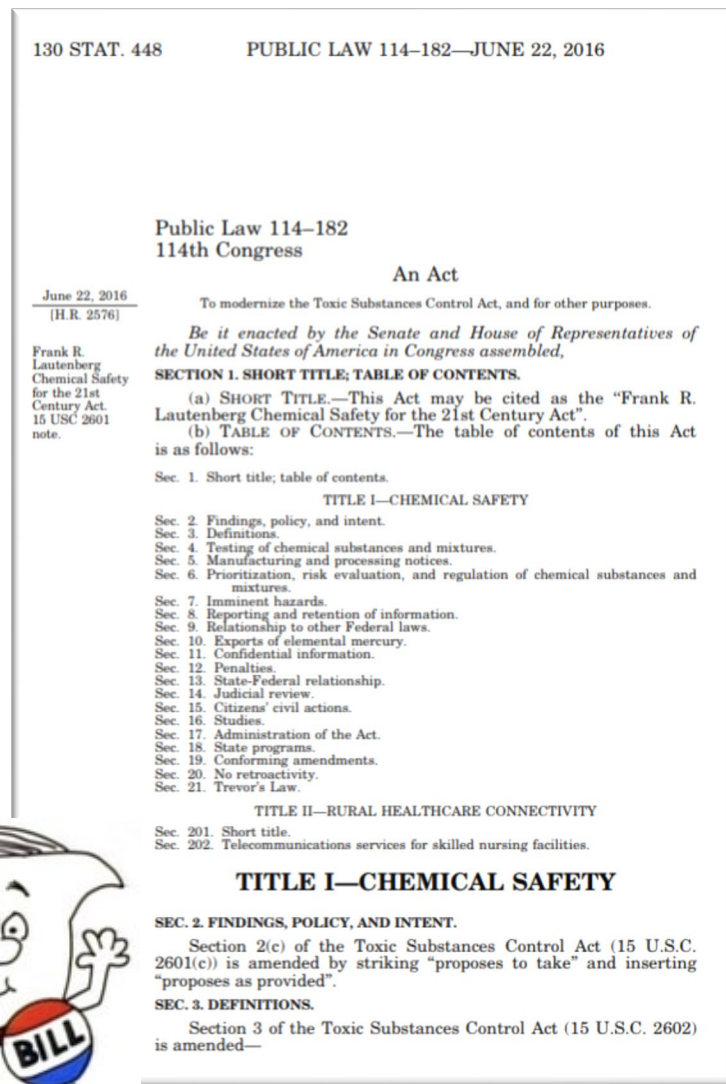 130 STAT. 448 PUBLIC LAW 114–182—JUNE 22, 2016
Public Law 114–182
114th Congress
An Act
June 22, 2016
[H.R. 2576]
To modernize the Toxic Substances Control Act, and for other purposes.
Be it enacted by the Senate and House of Representatives of
the United States of America in Congress assembled,
Frank R.
Lautenberg
Chemical Safety
for the 21st
Century Act.
15 USC 2601
note.
SECTION 1. SHORT TITLE; TABLE OF CONTENTS.
(a) SHORT TITLE.—This Act may be cited as the “Frank R.
Lautenberg Chemical Safety for the 21st Century Act”.
(b) TABLE OF CONTENTS.—The table of contents of this Act
is as follows:
Sec. 1. Short title; table of contents.
TITLE I—CHEMICAL SAFETY
Sec. 2. Findings, policy, and intent.
Sec. 3. Definitions.
Sec. 4. Testing of chemical substances and mixtures.
Sec. 5. Manufacturing and processing notices.
Sec. 6. Prioritization, risk evaluation, and regulation of chemical substances and
mixtures.
Sec. 7. Imminent hazards.
Sec. 8. Reporting and retention of information.
Sec. 9. Relationship to other Federal laws.
Sec. 10. Exports of elemental mercury.
Sec. 11. Confidential information.
Sec. 12. Penalties.
Sec. 13. State-Federal relationship.
Sec. 14. Judicial review.
Sec. 15. Citizens’ civil actions.
Sec. 16. Studies.
Sec. 17. Administration of the Act.
Sec. 18. State programs.
Sec. 19. Conforming amendments.
Sec. 20. No retroactivity.
Sec. 21. Trevor’s Law.
TITLE II—RURAL HEALTHCARE CONNECTIVITY
Sec. 201. Short title.
Sec. 202. Telecommunications services for skilled nursing facilities.
TITLE I—CHEMICAL SAFETY
SEC. 2. FINDINGS, POLICY, AND INTENT.
Section 2(c) of the Toxic Substances Control Act (15 U.S.C.
2601(c)) is amended by striking “proposes to take” and inserting
“proposes as provided”.
SEC. 3. DEFINITIONS.
Section 3 of the Toxic Substances Control Act (15 U.S.C. 2602)
is amended—
BILL